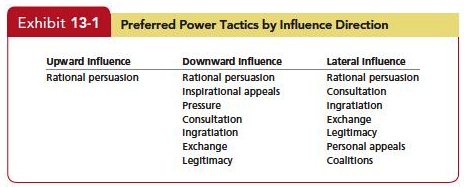 Exhibit 13-1 Preferred Power Tactics by Influence Direction
Upward Influence Downward Influence Lateral Influence
Rational persuasion Rational persuasion Rational persuasion
Inspirational appeals Consultation
Pressure Ingratiation
Consultation Exchange
Ingratiation Legitimacy
Exchange Personal appeals
Legitimacy Coalitions